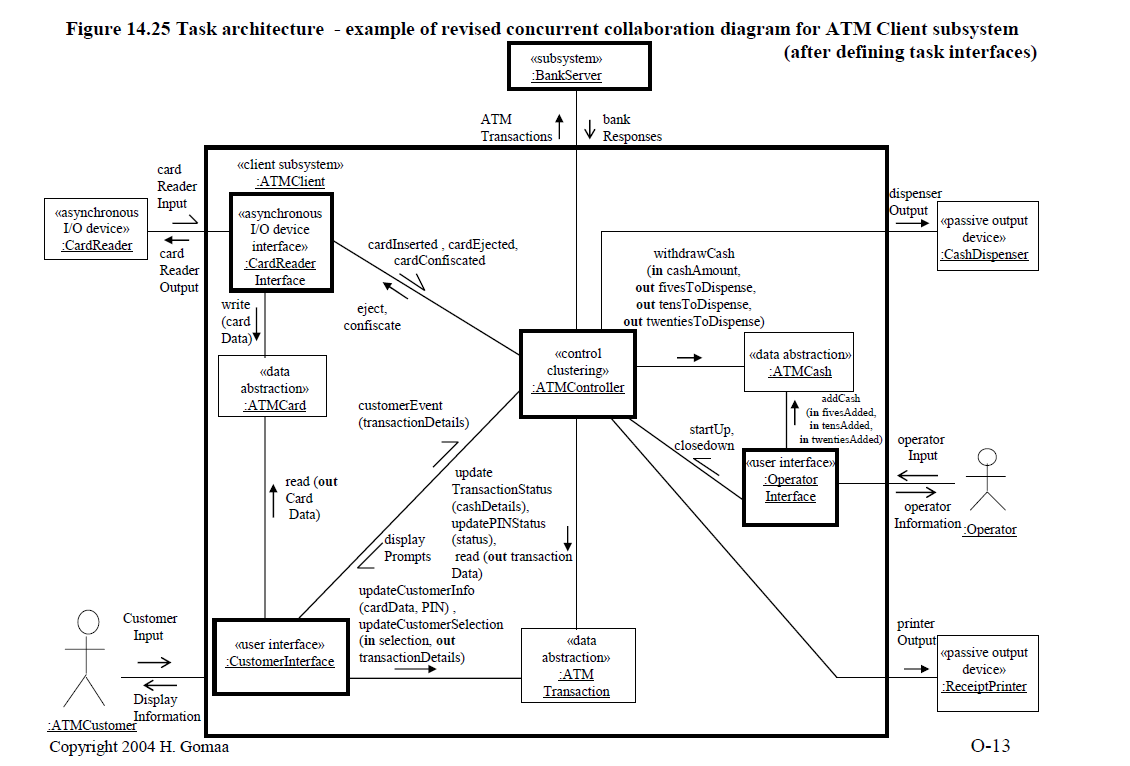 Figure 14.25 Task architecture - example of revised concurrent collaboration diagram for ATM Client subsystem
(after defining task interfaces)
«subsystem»
:BankServer
ATM
Transactions
bank
Responses
card
Reader
Input
«client subsystem»
:ATMClient
«asynchronous
I/O device»
:CardReader
card
Reader
Output
«asynchronous
I/O device
interface»
:CardReader
Interface
cardInserted , cardEjected,
cardConfiscated
eject,
confiscate
dispenser
Output
«passive output
device»
:CashDispenser
withdrawCash
(in cashAmount,
out fivesToDispense,
out tensToDispense,
out twentiesToDispense)
write
(card
Data)
«data
abstraction»
:ATMCard
«control
clustering»
:ATMController
«data abstraction»
:ATMCash
addCash
(in fivesAdded,
in tensAdded,
in twentiesAdded)
customerEvent
(transactionDetails)
startUp,
closedown
«user interface»
:Operator
Interface
operator
Input
operator
Information
:Operator
read (out
Card
Data)
update
TransactionStatus
(cashDetails),
updatePINStatus
(status),
read (out transaction
Data)
display
Prompts
updateCustomerInfo
(cardData, PIN) ,
updateCustomerSelection
(in selection, out
transactionDetails)
Customer
Input
Display
Information
:ATMCustomer
«user interface»
:CustomerInterface
«data
abstraction»
:ATM
Transaction
printer
Output
«passive output
device»
:ReceiptPrinter
Copyright 2004 H. Gomaa
O-13